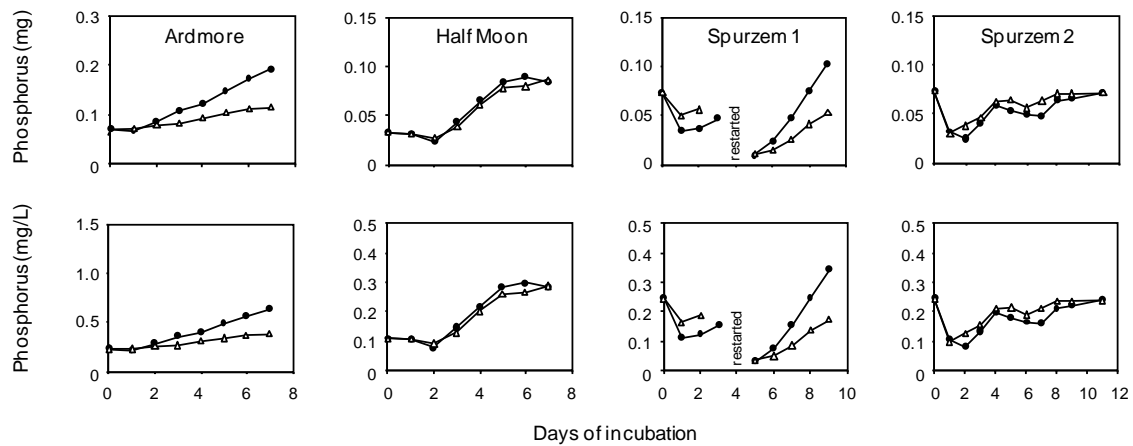 Phosphorus (mg)
0.3
0.2
0.1
0
Ardmore
0.15
0.10
0.05
0
Half Moon
0.15
0.10
0.05
0
Spurzem 1
restarted
0.15
0.10
0.05
0
Spurzem 2
Phosphorus (mg/L)
1.5
1.0
0.5
0
0 2 4 6 8
0.5
0.4
0.3
0.2
0.1
0
0 2 4 6 8
0.5
0.4
0.3
0.2
0.1
0
restarted
0 2 4 6 8 10
0.5
0.4
0.3
0.2
0.1
0
0 2 4 6 8 10 12
Days of incubation